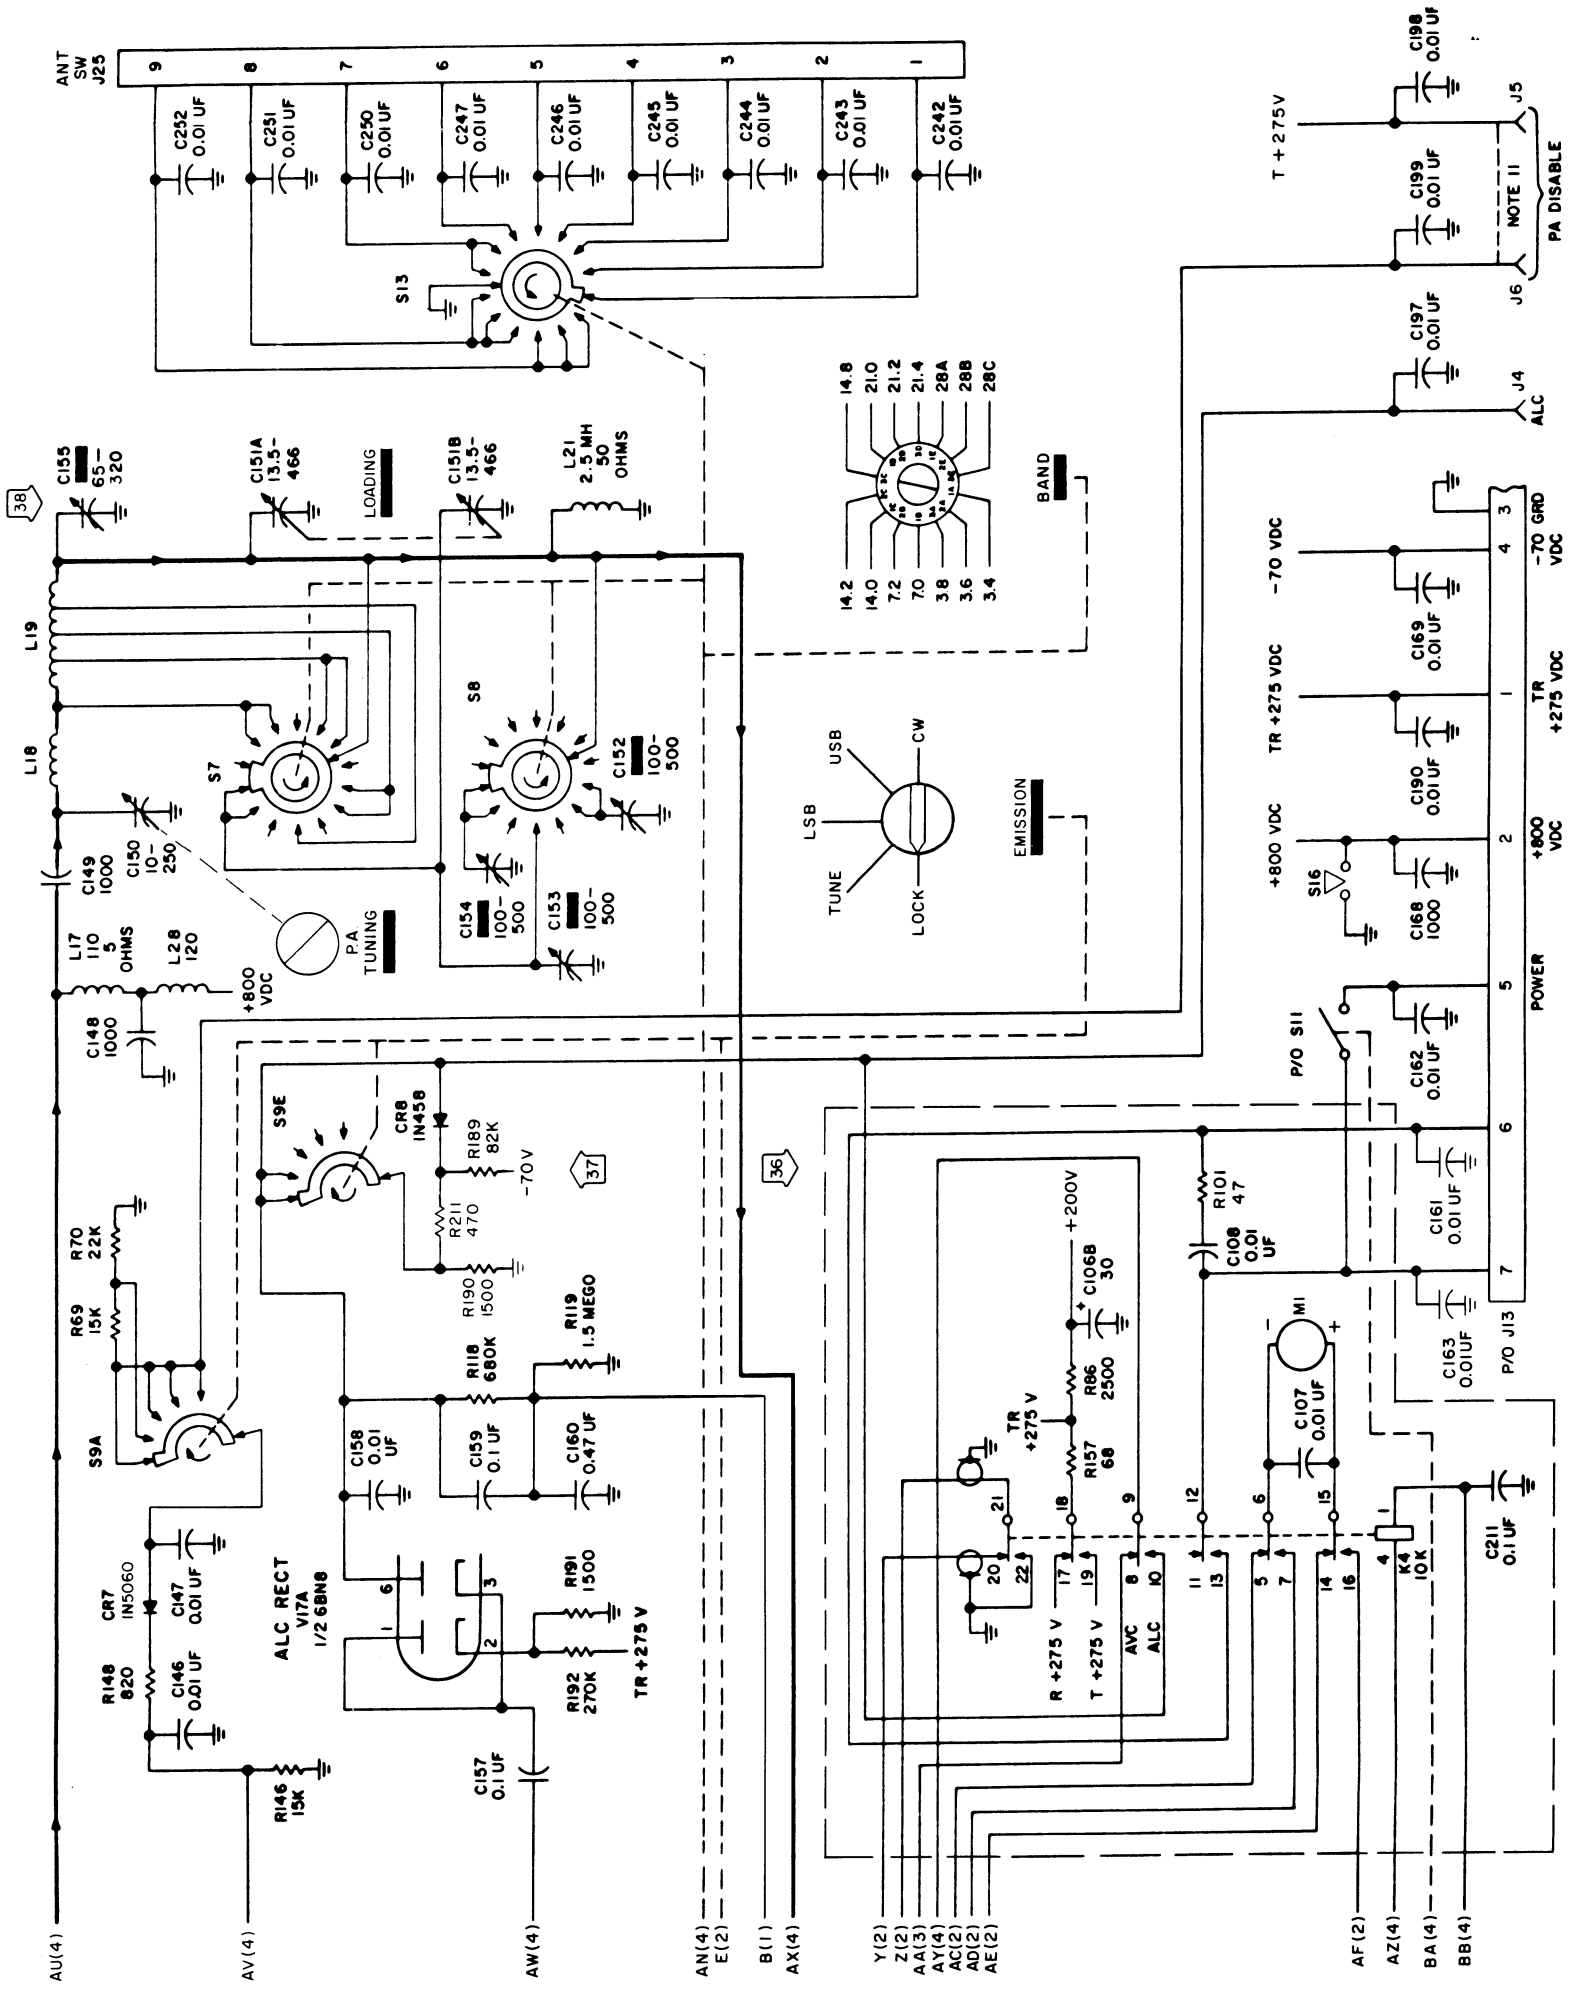 ANT
SW
J25
9
8
7
6
5
4
3
2
1
C252
0.01 UF
C251
0.01 UF
C250
0.01 UF
C247
0.01 UF
C246
0.01 UF
C245
0.01 UF
C244
0.01 UF
C243
0.01 UF
C242
0.01 UF
S13
38
C155
65-
320
C151A
13.5-
466
LOADING
C151B
13.5-
466
L21
2.5 MH
50
OHMS
L19
L18
S7
S8
C149
1000
C150
10-
250
L17
110
5
OHMS
L28
120
+800
VDC
C148
1000
P.A.
TUNING
C154
100-
500
C153
100-
500
C152
100-
500
S9E
CR8
1N458
R189
82K
-70V
R211
470
R190
1500
37
36
R70
22K
R69
15K
S9A
CR7
1N5060
C147
0.01 UF
R148
820
C146
0.01 UF
R146
15K
ALC RECT
V17A
1/2 6BN8
6
1
3
2
C158
0.01
UF
R118
680K
R119
1.5 MEGO
C159
0.1 UF
C160
0.47 UF
R191
1500
R192
270K
TR +275 V
C157
0.1 UF
AU(4)
AV(4)
AW(4)
AN(4)
E(2)
B(1)
AX(4)
Y(2)
Z(2)
AA(3)
AY(4)
AC(2)
AD(2)
AE(2)
AF(2)
AZ(4)
BA(4)
BB(4)
14.8
21.0
21.2
21.4
28A
28B
28C
14.2
14.0
7.2
7.0
3.8
3.6
3.4
BAND
USB
LSB
TUNE
CW
LOCK
EMISSION
T +275V
C198
0.01 UF
C199
0.01 UF
NOTE 11
J5
J6
PA DISABLE
C197
0.01 UF
J4
ALC
-70 VDC
C169
0.01 UF
TR +275 VDC
C190
0.01 UF
+800 VDC
S16
C168
1000
P/O S11
C162
0.01 UF
C161
0.01 UF
C163
0.01UF
3
4
1
2
5
6
7
GRD
-70
VDC
TR
+275 VDC
+800
VDC
POWER
P/O J13
R101
47
C108
0.01
UF
+200V
C106B
30
+
R86
2500
TR
+275 V
R157
68
M1
-
+
C107
0.01 UF
20
21
22
R +275 V
17
18
19
T +275 V
AVC
8
9
10
ALC
11
12
13
5
6
7
14
15
16
4
1
K4
10K
C211
0.1 UF